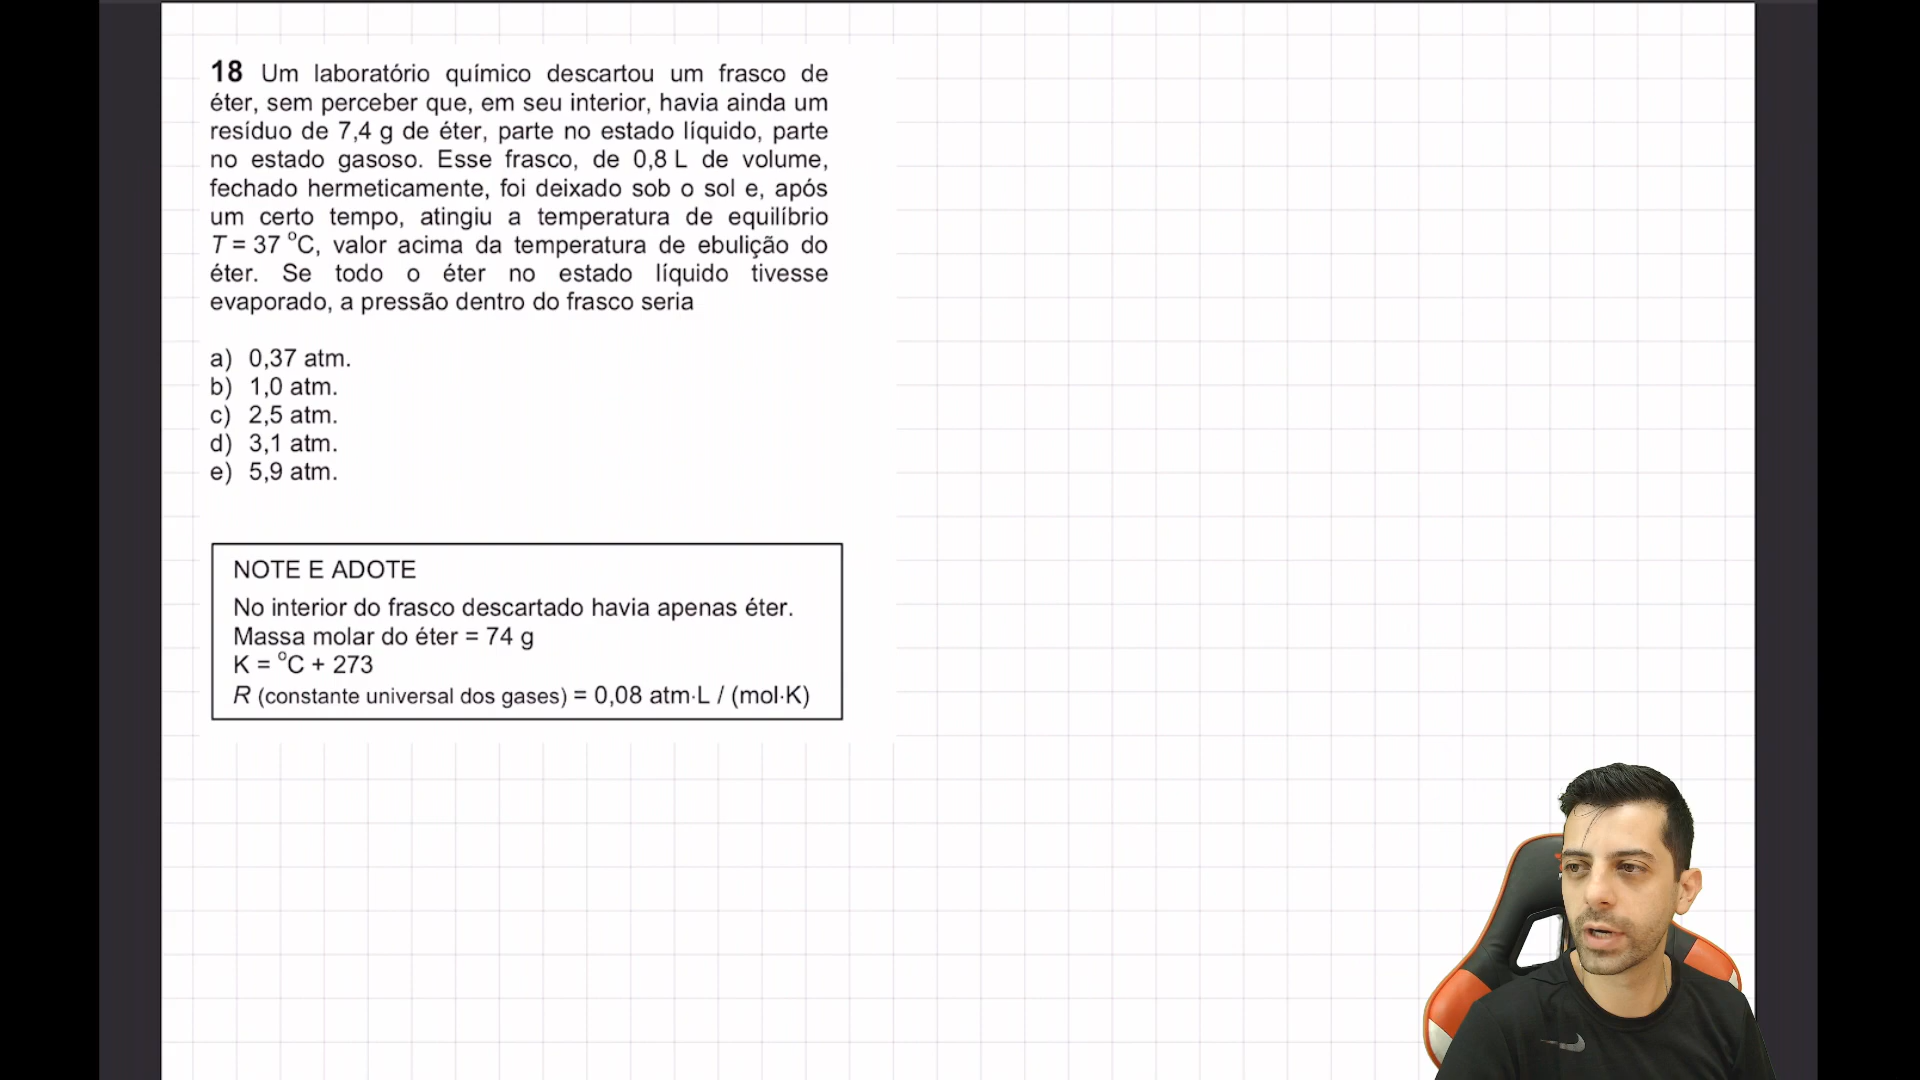 18 Um laboratório químico descartou um frasco de
éter, sem perceber que, em seu interior, havia ainda um
resíduo de 7,4 g de éter, parte no estado líquido, parte
no estado gasoso. Esse frasco, de 0,8 L de volume,
fechado hermeticamente, foi deixado sob o sol e, após
um certo tempo, atingiu a temperatura de equilíbrio
T = 37 °C, valor acima da temperatura de ebulição do
éter. Se todo o éter no estado líquido tivesse
evaporado, a pressão dentro do frasco seria
a) 0,37 atm.
b) 1,0 atm.
c) 2,5 atm.
d) 3,1 atm.
e) 5,9 atm.
NOTE E ADOTE
No interior do frasco descartado havia apenas éter.
Massa molar do éter = 74 g
K = °C + 273
R (constante universal dos gases) = 0,08 atm·L / (mol·K)